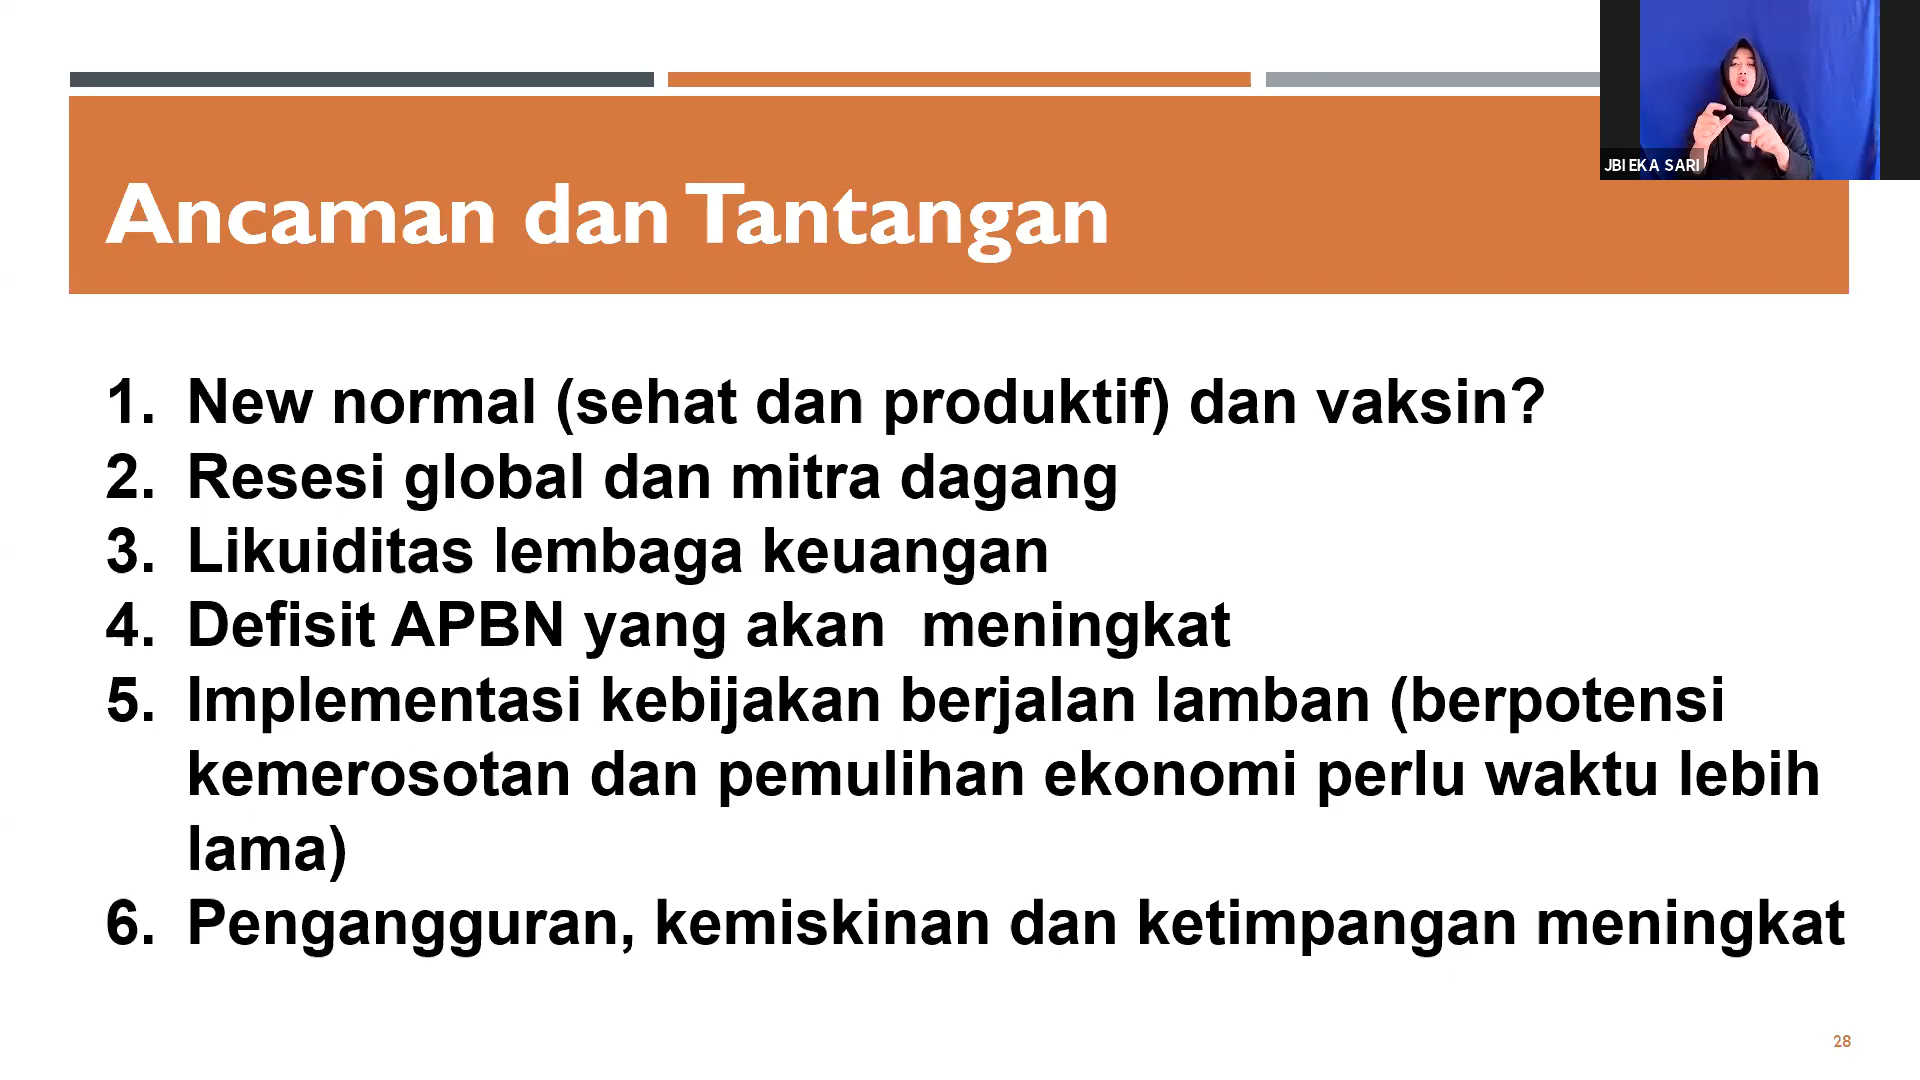 JBI EKA SARI
Ancaman dan Tantangan
1. New normal (sehat dan produktif) dan vaksin?
2. Resesi global dan mitra dagang
3. Likuiditas lembaga keuangan
4. Defisit APBN yang akan  meningkat
5. Implementasi kebijakan berjalan lamban (berpotensi
kemerosotan dan pemulihan ekonomi perlu waktu lebih
lama)
6. Pengangguran, kemiskinan dan ketimpangan meningkat
28